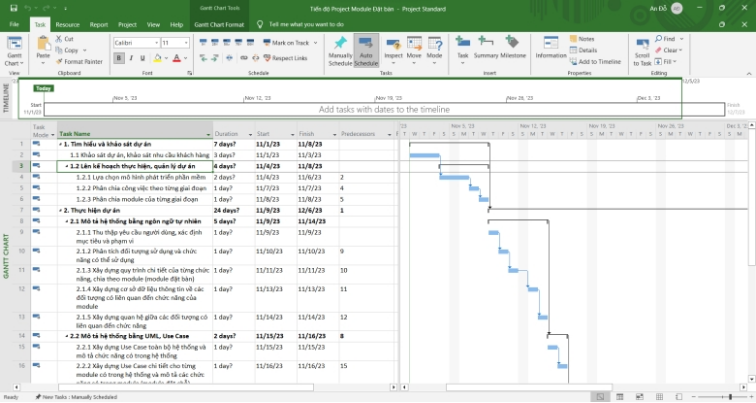 Gantt Chart Tools
Tiến độ Project Module Đặt bàn - Project Standard
An Đỗ
File Task Resource Report Project View Help Gantt Chart Format Tell me what you want to do
Gantt Chart
Paste
Cut
Copy
Format Painter
Calibri 11
B I U
Mark on Track
Respect Links
Manually Schedule
Auto Schedule
Inspect Move Mode
Task Summary Milestone
Information
Notes
Details
Add to Timeline
Scroll to Task
Find
Clear
Fill
View Clipboard Font Schedule Tasks Insert Properties Editing
TIMELINE
Today
Nov 5, '23 Nov 12, '23 Nov 19, '23 Nov 26, '23 Dec 3, '23
Start
11/1/23
Add tasks with dates to the timeline
GANTT CHART
Task Mode Task Name Duration Start Finish Predecessors
Nov 5, '23 Nov 12, '23 Nov 19, '23 Nov 26, '23
1 1. Tìm hiểu và khảo sát dự án 7 days? 11/1/23 11/8/23
2 1.1 Khảo sát dự án, khảo sát nhu cầu khách hàng 3 days? 11/1/23 11/3/23
3 1.2 Lên kế hoạch thực hiện, quản lý dự án 4 days? 11/4/23 11/8/23
4 1.2.1 Lựa chọn mô hình phát triển phần mềm 2 days? 11/4/23 11/6/23 2
5 1.2.2 Phân chia công việc theo từng giai đoạn 1 day? 11/7/23 11/7/23 4
6 1.2.3 Phân chia module của từng giai đoạn 1 day? 11/8/23 11/8/23 5
7 2. Thực hiện dự án 24 days? 11/9/23 12/6/23 1
8 2.1 Mô tả hệ thống bằng ngôn ngữ tự nhiên 5 days? 11/9/23 11/14/23
9 2.1.1 Thu thập yêu cầu người dùng, xác định 1 day? 11/9/23 11/9/23
mục tiêu và phạm vi
10 2.1.2 Phân tích đối tượng sử dụng và chức 1 day? 11/10/23 11/10/23 9
năng có thể sử dụng
11 2.1.3 Xây dựng quy trình chi tiết của từng chức 1 day? 11/11/23 11/11/23 10
năng, chia theo module (module đặt bàn)
12 2.1.4 Xây dựng cơ sở dữ liệu thông tin về các 1 day? 11/13/23 11/13/23 11
đối tượng có liên quan đến chức năng của
module
13 2.1.5 Xây dựng quan hệ giữa các đối tượng có 1 day? 11/14/23 11/14/23 12
liên quan đến chức năng
14 2.2 Mô tả hệ thống bằng UML, Use Case 2 days? 11/15/23 11/16/23 8
15 2.2.1 Xây dựng Use Case toàn bộ hệ thống và 1 day? 11/15/23 11/15/23
mô tả chức năng có trong hệ thống
16 2.2.2 Xây dựng Use Case chi tiết cho từng 1 day? 11/16/23 11/16/23 15
module có trong hệ thống và mô tả các chức
Ready New Tasks : Manually Scheduled